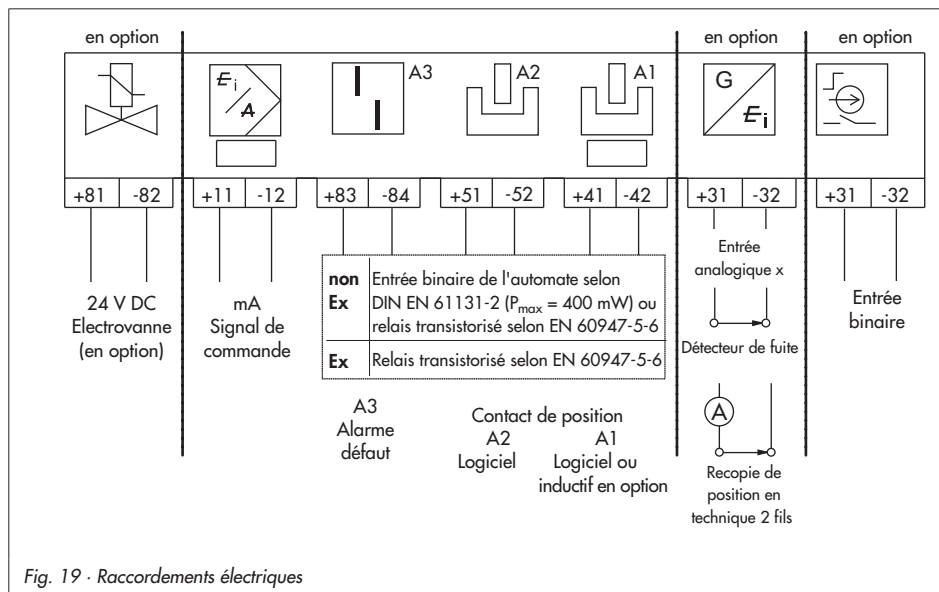 en option
en option
en option
E i
A
A3
A2
A1
G
E i
+81 -82
+11 -12
+83 -84
+51 -52
+41 -42
+31 -32
+31 -32
24 V DC
Electrovanne
(en option)
mA
Signal de
commande
non Entrée binaire de l'automate selon
Ex DIN EN 61131-2 (Pmax = 400 mW) ou
relais transistorisé selon EN 60947-5-6
Ex Relais transistorisé selon EN 60947-5-6
A3
Alarme
défaut
Contact de position
A2
Logiciel
A1
Logiciel ou
inductif en option
Entrée
analogique x
Détecteur de fuite
A
Recopie de
position en
technique 2 fils
Entrée
binaire
Fig. 19 · Raccordements électriques